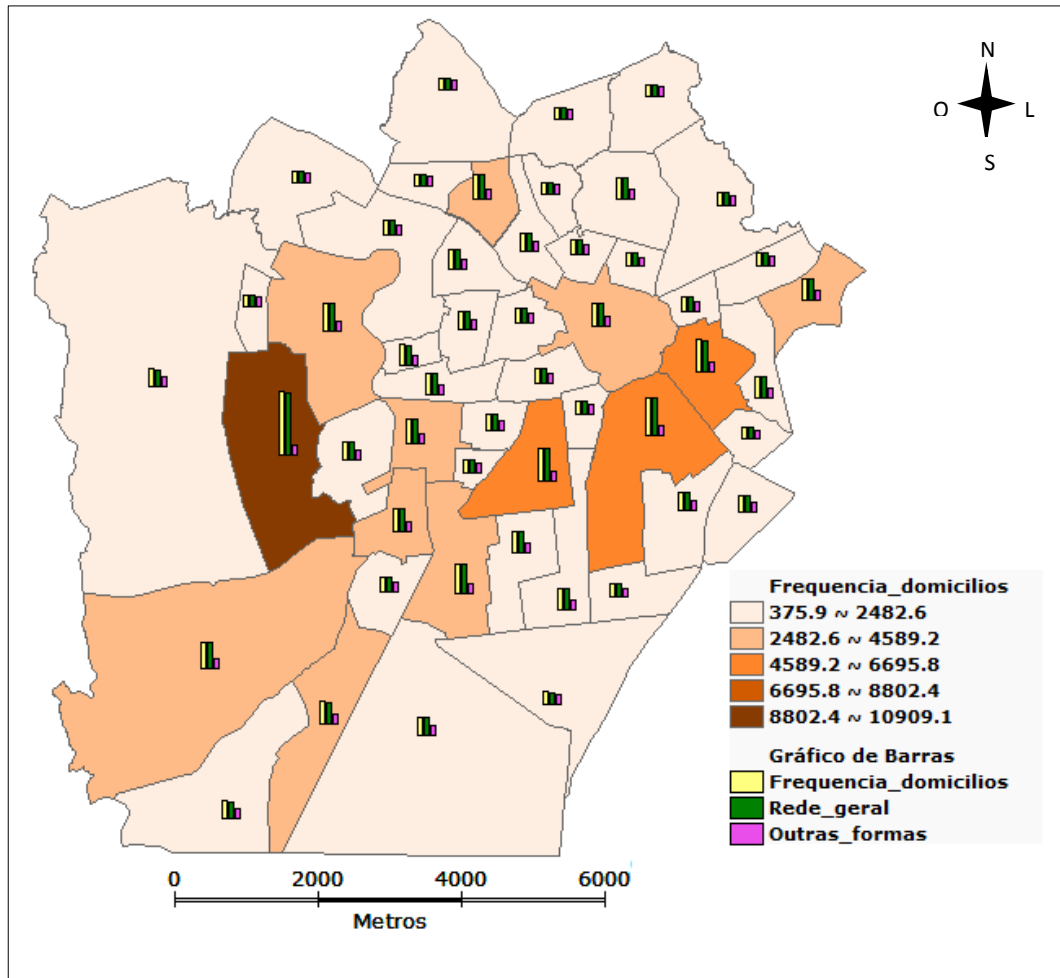 N
O L
S
Frequencia_domicilios
375.9 ~ 2482.6
2482.6 ~ 4589.2
4589.2 ~ 6695.8
6695.8 ~ 8802.4
8802.4 ~ 10909.1
Gráfico de Barras
Frequencia_domicilios
Rede_geral
Outras_formas
0 2000 4000 6000
Metros